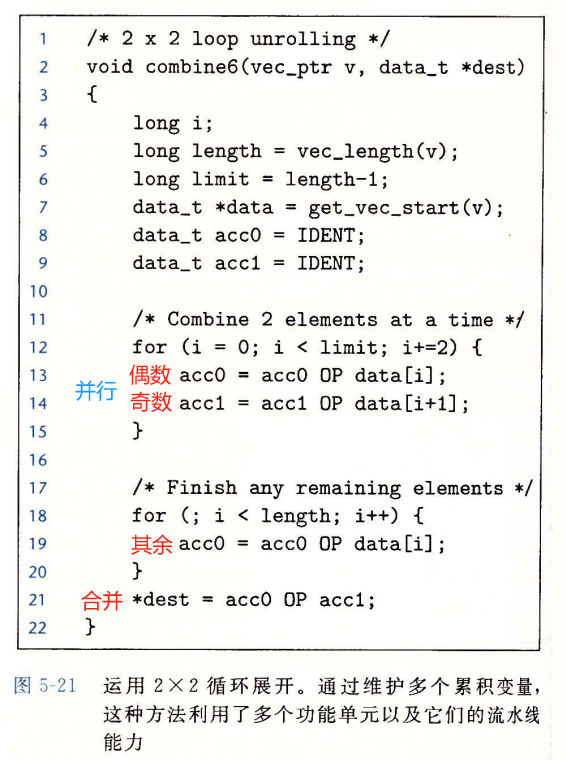 1 /* 2 x 2 loop unrolling */
2 void combine6(vec_ptr v, data_t *dest)
3 {
4 long i;
5 long length = vec_length(v);
6 long limit = length-1;
7 data_t *data = get_vec_start(v);
8 data_t acc0 = IDENT;
9 data_t acc1 = IDENT;
10
11 /* Combine 2 elements at a time */
12 for (i = 0; i < limit; i+=2) {
13 偶数 acc0 = acc0 OP data[i];
并行
14 奇数 acc1 = acc1 OP data[i+1];
15 }
16
17 /* Finish any remaining elements */
18 for (; i < length; i++) {
19 其余 acc0 = acc0 OP data[i];
20 }
21 合并 *dest = acc0 OP acc1;
22 }
图 5-21 运用 2×2 循环展开。通过维护多个累积变量，
这种方法利用了多个功能单元以及它们的流水线
能力